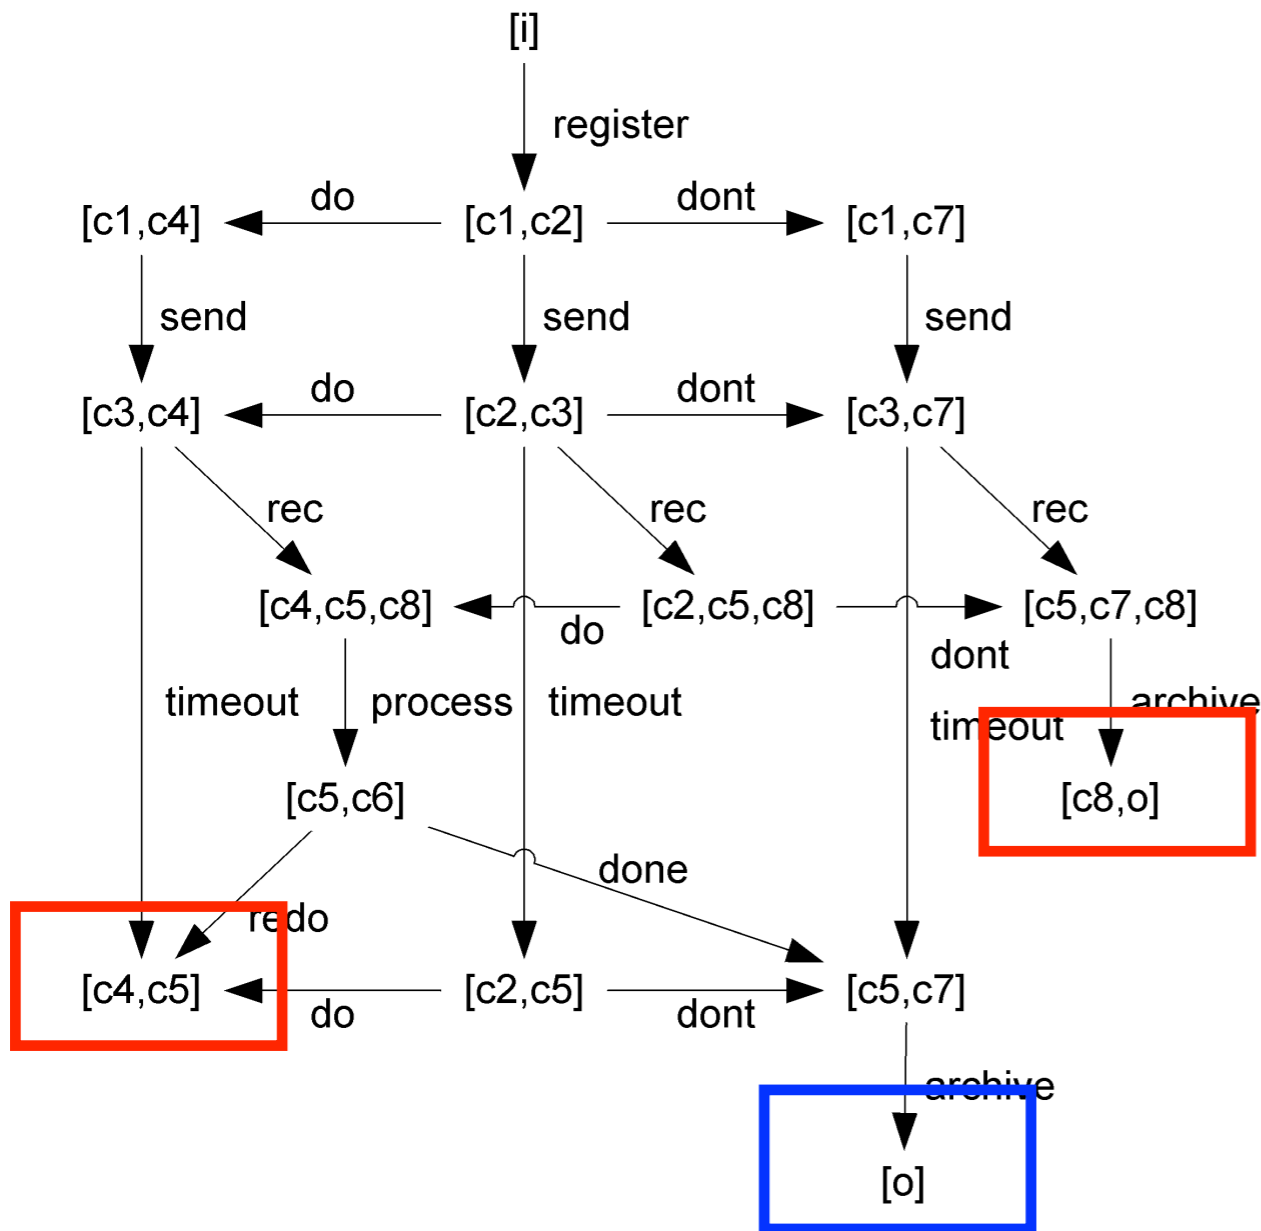 [i]
register
do
dont
[c1,c4]
[c1,c2]
[c1,c7]
send
send
send
do
dont
[c3,c4]
[c2,c3]
[c3,c7]
rec
rec
rec
[c4,c5,c8]
[c2,c5,c8]
[c5,c7,c8]
do
dont
timeout
process
timeout
timeout
archive
[c5,c6]
[c8,o]
done
redo
[c4,c5]
[c2,c5]
[c5,c7]
do
dont
archive
[o]